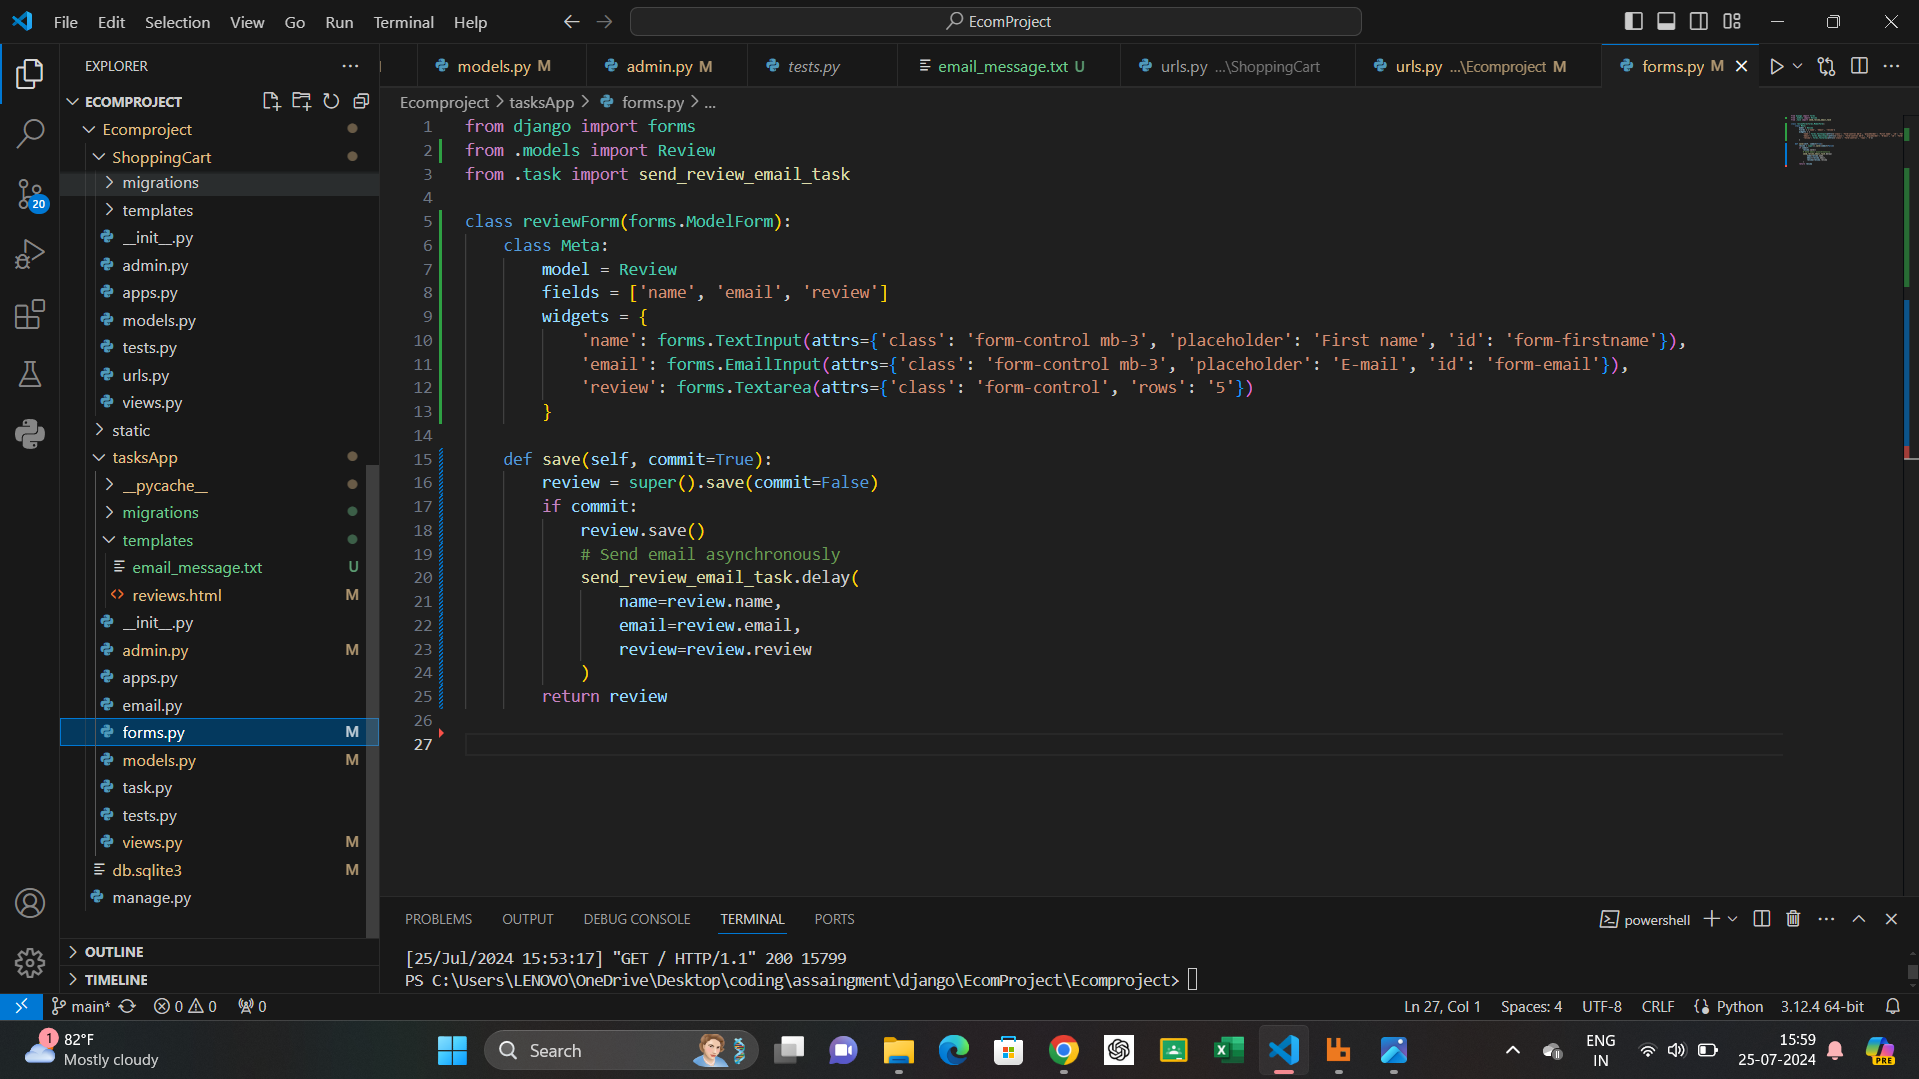 File Edit Selection View Go Run Terminal Help
EcomProject
EXPLORER
models.py M
admin.py M
tests.py
email_message.txt U
urls.py ...\ShoppingCart
urls.py ...\Ecomproject M
forms.py M
ECOMPROJECT
Ecomproject
ShoppingCart
migrations
templates
__init__.py
admin.py
apps.py
models.py
tests.py
urls.py
views.py
static
tasksApp
__pycache__
migrations
templates
email_message.txt U
reviews.html M
__init__.py
admin.py M
apps.py
email.py
forms.py M
models.py M
task.py
tests.py
views.py M
db.sqlite3 M
manage.py
OUTLINE
TIMELINE
20
Ecomproject > tasksApp > forms.py > ...
1 from django import forms
2 from .models import Review
3 from .task import send_review_email_task
4
5 class reviewForm(forms.ModelForm):
6 class Meta:
7 model = Review
8 fields = ['name', 'email', 'review']
9 widgets = {
10 'name': forms.TextInput(attrs={'class': 'form-control mb-3', 'placeholder': 'First name', 'id': 'form-firstname'}),
11 'email': forms.EmailInput(attrs={'class': 'form-control mb-3', 'placeholder': 'E-mail', 'id': 'form-email'}),
12 'review': forms.Textarea(attrs={'class': 'form-control', 'rows': '5'})
13 }
14
15 def save(self, commit=True):
16 review = super().save(commit=False)
17 if commit:
18 review.save()
19 # Send email asynchronously
20 send_review_email_task.delay(
21 name=review.name,
22 email=review.email,
23 review=review.review
24 )
25 return review
26
27
PROBLEMS OUTPUT DEBUG CONSOLE TERMINAL PORTS
powershell
[25/Jul/2024 15:53:17] "GET / HTTP/1.1" 200 15799
PS C:\Users\LENOVO\OneDrive\Desktop\coding\assaingment\django\EcomProject\Ecomproject>
main* 0 0 0
Ln 27, Col 1 Spaces: 4 UTF-8 CRLF Python 3.12.4 64-bit
1
82°F
Mostly cloudy
Search
PRE
ENG
IN
15:59
25-07-2024